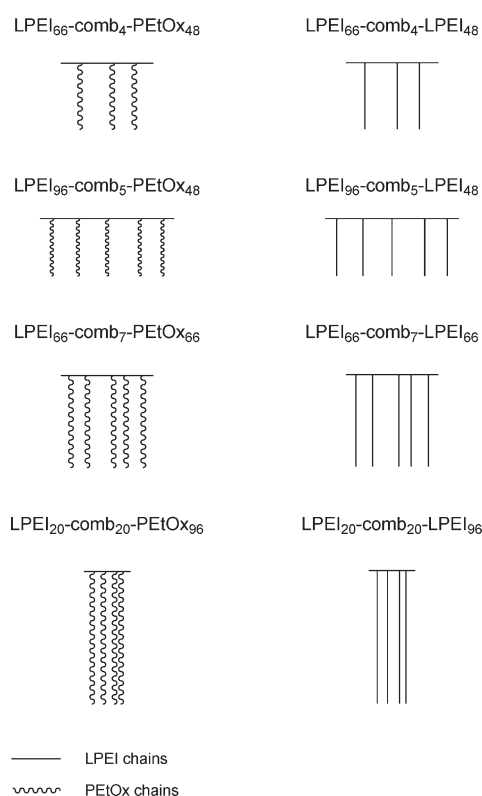 LPEI₆₆-comb₄-PEtOx₄₈ LPEI₆₆-comb₄-LPEI₄₈
LPEI₉₆-comb₅-PEtOx₄₈ LPEI₉₆-comb₅-LPEI₄₈
LPEI₆₆-comb₇-PEtOx₆₆ LPEI₆₆-comb₇-LPEI₆₆
LPEI₂₀-comb₂₀-PEtOx₉₆ LPEI₂₀-comb₂₀-LPEI₉₆
LPEI chains
PEtOx chains